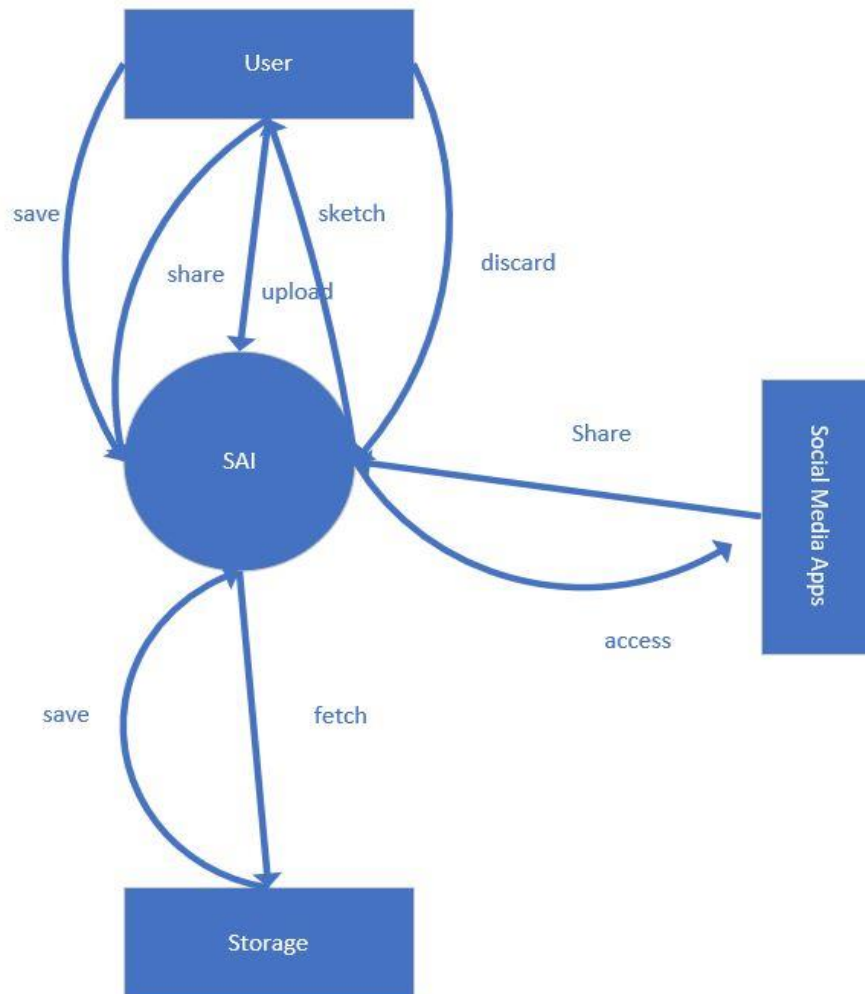 User
save
sketch
share
upload
discard
Share
Social Media Apps
SAI
access
save
fetch
Storage